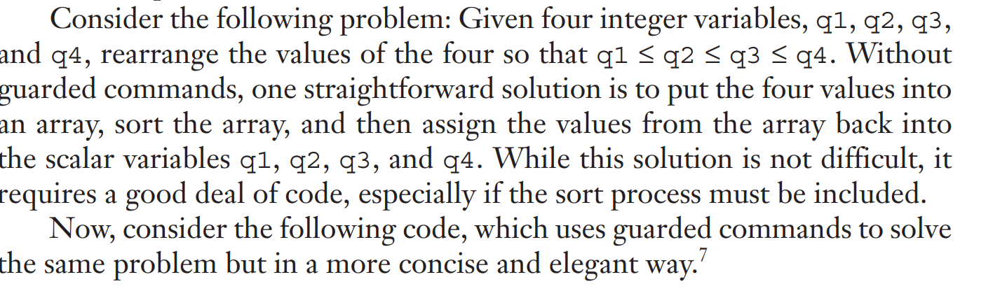 Consider the following problem: Given four integer variables, q1, q2, q3,
and q4, rearrange the values of the four so that q1 ≤ q2 ≤ q3 ≤ q4. Without
guarded commands, one straightforward solution is to put the four values into
an array, sort the array, and then assign the values from the array back into
the scalar variables q1, q2, q3, and q4. While this solution is not difficult, it
requires a good deal of code, especially if the sort process must be included.
Now, consider the following code, which uses guarded commands to solve
the same problem but in a more concise and elegant way.⁷